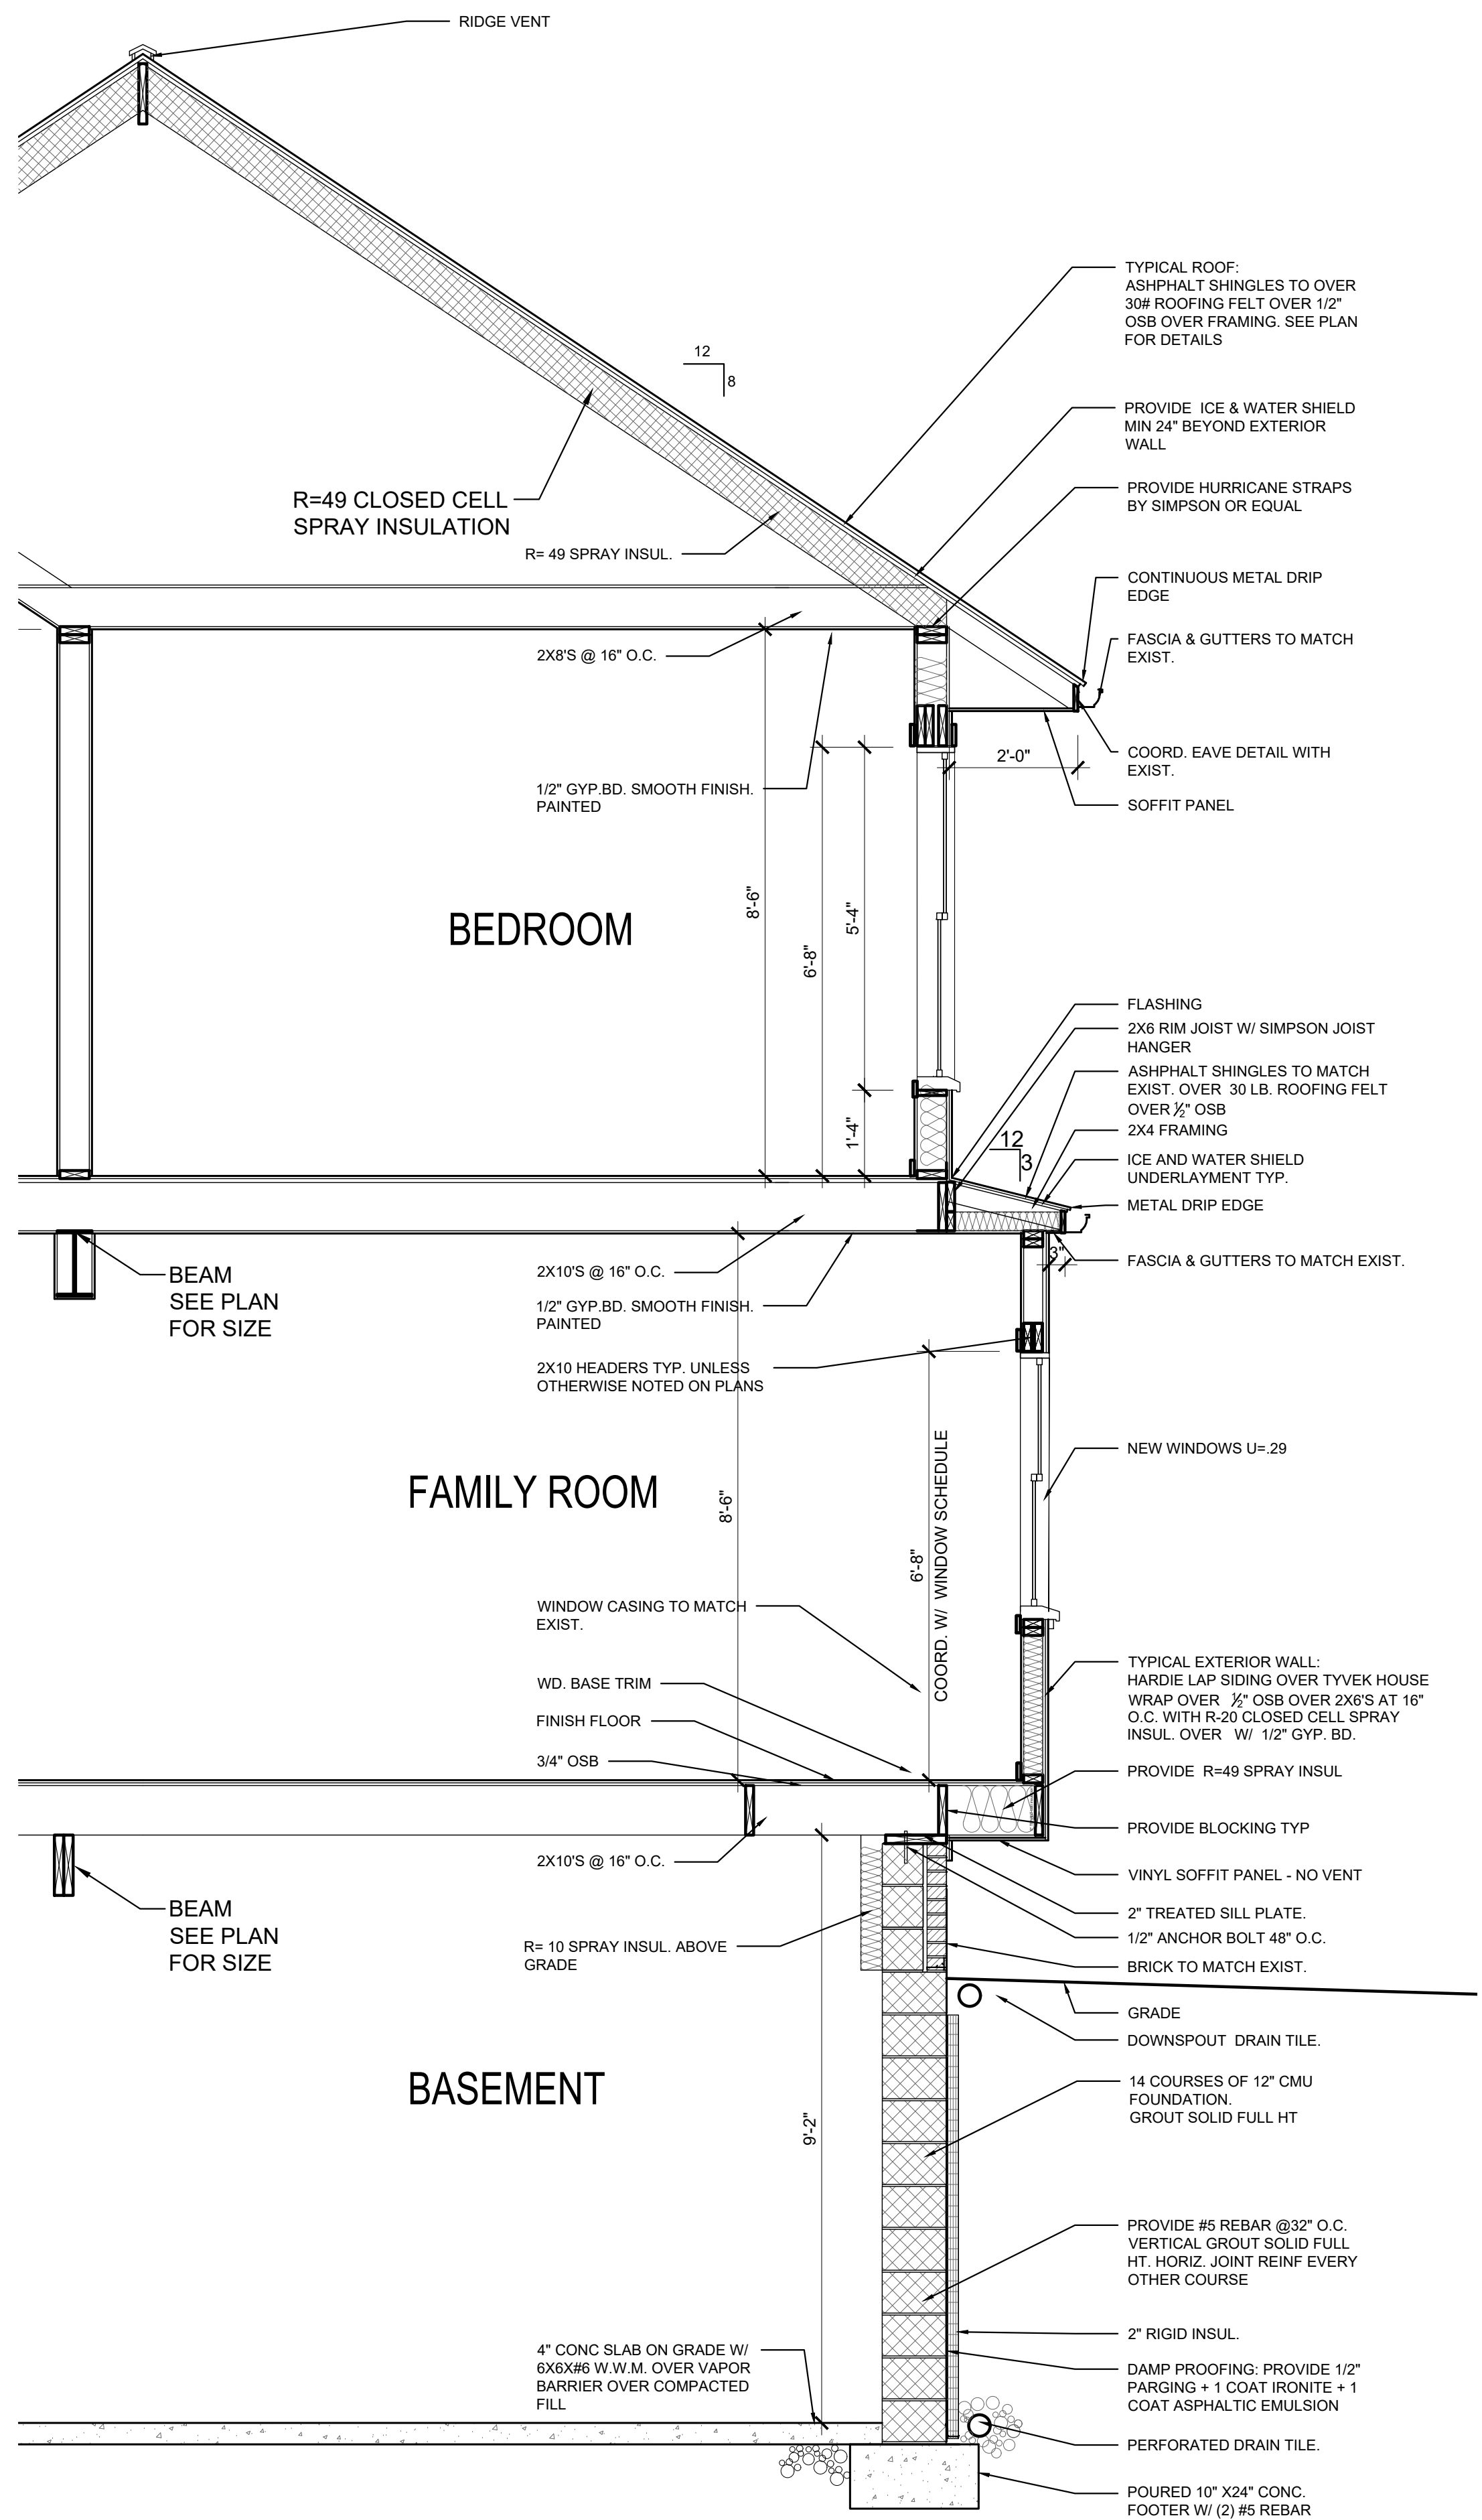 RIDGE VENT
TYPICAL ROOF:
ASHPHALT SHINGLES TO OVER
30# ROOFING FELT OVER 1/2"
OSB OVER FRAMING. SEE PLAN
FOR DETAILS
12
8
PROVIDE ICE & WATER SHIELD
MIN 24" BEYOND EXTERIOR
WALL
PROVIDE HURRICANE STRAPS
BY SIMPSON OR EQUAL
R=49 CLOSED CELL
SPRAY INSULATION
R= 49 SPRAY INSUL.
CONTINUOUS METAL DRIP
EDGE
FASCIA & GUTTERS TO MATCH
EXIST.
2X8'S @ 16" O.C.
COORD. EAVE DETAIL WITH
EXIST.
2'-0"
SOFFIT PANEL
1/2" GYP.BD. SMOOTH FINISH.
PAINTED
8'-6"
6'-8"
5'-4"
BEDROOM
1'-4"
FLASHING
2X6 RIM JOIST W/ SIMPSON JOIST
HANGER
ASHPHALT SHINGLES TO MATCH
EXIST. OVER 30 LB. ROOFING FELT
OVER ½" OSB
2X4 FRAMING
12
3
ICE AND WATER SHIELD
UNDERLAYMENT TYP.
METAL DRIP EDGE
3"
FASCIA & GUTTERS TO MATCH EXIST.
BEAM
SEE PLAN
FOR SIZE
2X10'S @ 16" O.C.
1/2" GYP.BD. SMOOTH FINISH.
PAINTED
2X10 HEADERS TYP. UNLESS
OTHERWISE NOTED ON PLANS
NEW WINDOWS U=.29
FAMILY ROOM
8'-6"
6'-8"
COORD. W/ WINDOW SCHEDULE
WINDOW CASING TO MATCH
EXIST.
WD. BASE TRIM
FINISH FLOOR
3/4" OSB
TYPICAL EXTERIOR WALL:
HARDIE LAP SIDING OVER TYVEK HOUSE
WRAP OVER ½" OSB OVER 2X6'S AT 16"
O.C. WITH R-20 CLOSED CELL SPRAY
INSUL. OVER W/ 1/2" GYP. BD.
PROVIDE R=49 SPRAY INSUL
PROVIDE BLOCKING TYP
2X10'S @ 16" O.C.
VINYL SOFFIT PANEL - NO VENT
BEAM
SEE PLAN
FOR SIZE
2" TREATED SILL PLATE.
1/2" ANCHOR BOLT 48" O.C.
R= 10 SPRAY INSUL. ABOVE
GRADE
BRICK TO MATCH EXIST.
GRADE
DOWNSPOUT DRAIN TILE.
BASEMENT
9'-2"
14 COURSES OF 12" CMU
FOUNDATION.
GROUT SOLID FULL HT
PROVIDE #5 REBAR @32" O.C.
VERTICAL GROUT SOLID FULL
HT. HORIZ. JOINT REINF EVERY
OTHER COURSE
2" RIGID INSUL.
4" CONC SLAB ON GRADE W/
6X6X#6 W.W.M. OVER VAPOR
BARRIER OVER COMPACTED
FILL
DAMP PROOFING: PROVIDE 1/2"
PARGING + 1 COAT IRONITE + 1
COAT ASPHALTIC EMULSION
PERFORATED DRAIN TILE.
POURED 10" X24" CONC.
FOOTER W/ (2) #5 REBAR